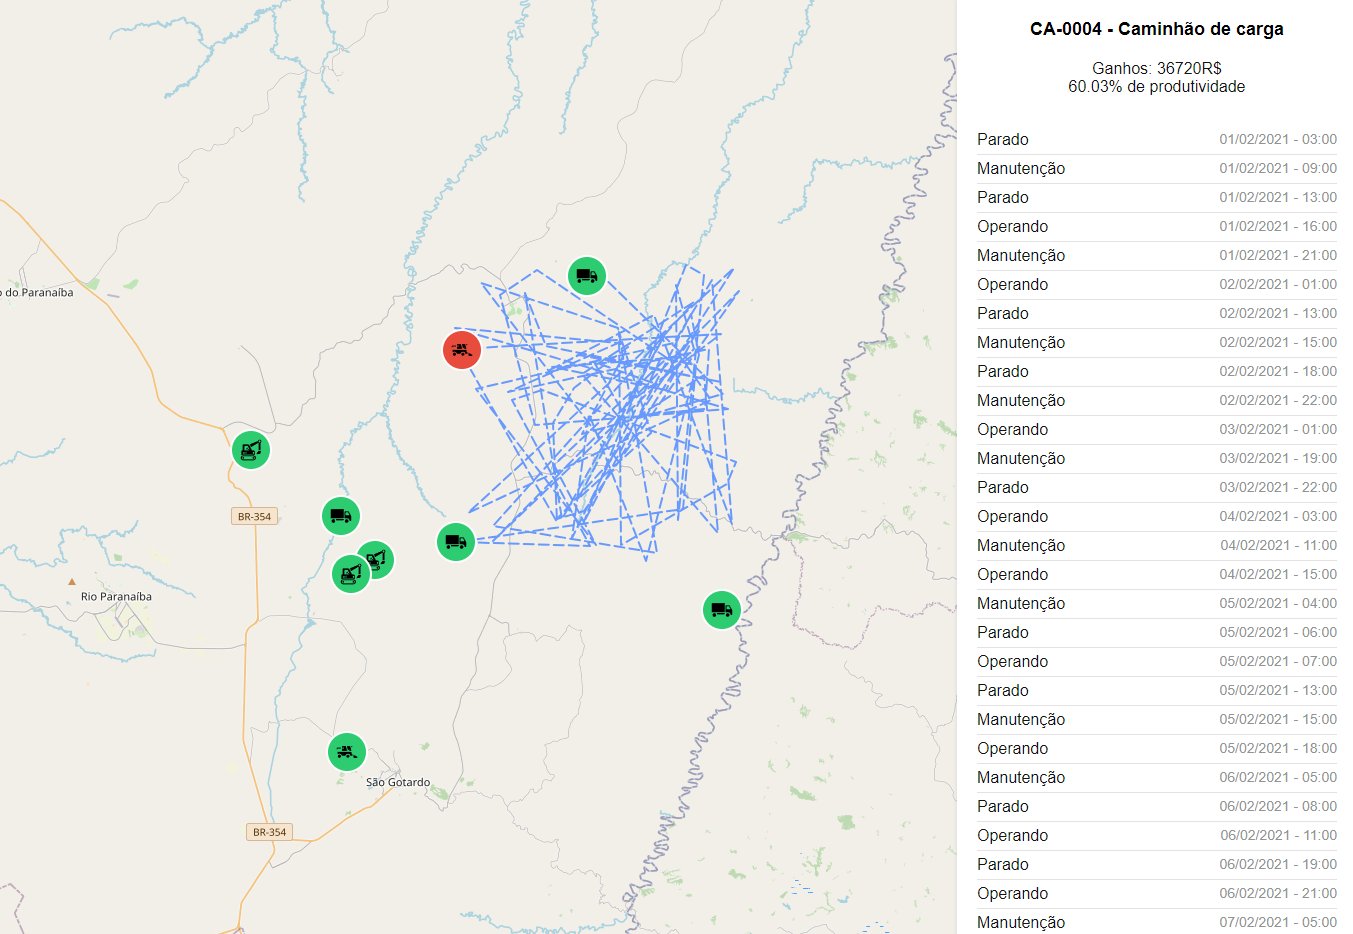 o do Paranaíba
BR-354
Rio Paranaíba
São Gotardo
BR-354
CA-0004 - Caminhão de carga
Ganhos: 36720R$
60.03% de produtividade
Parado 01/02/2021 - 03:00
Manutenção 01/02/2021 - 09:00
Parado 01/02/2021 - 13:00
Operando 01/02/2021 - 16:00
Manutenção 01/02/2021 - 21:00
Operando 02/02/2021 - 01:00
Parado 02/02/2021 - 13:00
Manutenção 02/02/2021 - 15:00
Parado 02/02/2021 - 18:00
Manutenção 02/02/2021 - 22:00
Operando 03/02/2021 - 01:00
Manutenção 03/02/2021 - 19:00
Parado 03/02/2021 - 22:00
Operando 04/02/2021 - 03:00
Manutenção 04/02/2021 - 11:00
Operando 04/02/2021 - 15:00
Manutenção 05/02/2021 - 04:00
Parado 05/02/2021 - 06:00
Operando 05/02/2021 - 07:00
Parado 05/02/2021 - 13:00
Manutenção 05/02/2021 - 15:00
Operando 05/02/2021 - 18:00
Manutenção 06/02/2021 - 05:00
Parado 06/02/2021 - 08:00
Operando 06/02/2021 - 11:00
Parado 06/02/2021 - 19:00
Operando 06/02/2021 - 21:00
Manutenção 07/02/2021 - 05:00